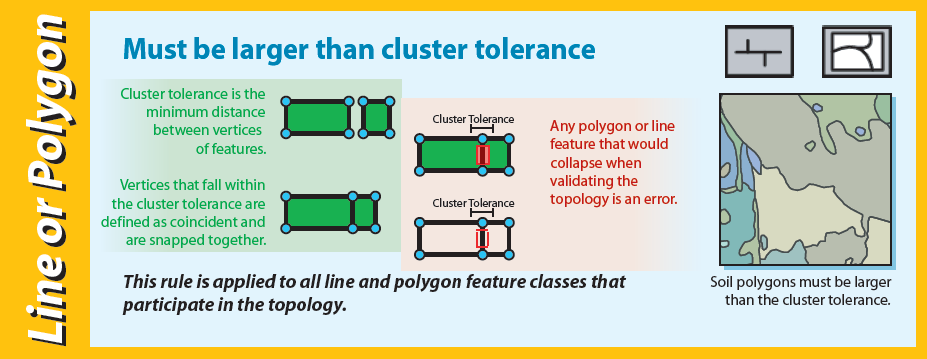 Line or Polygon
Must be larger than cluster tolerance
Cluster tolerance is the
minimum distance
between vertices
of features.
Vertices that fall within
the cluster tolerance are
defined as coincident and
are snapped together.
Cluster Tolerance
Cluster Tolerance
Any polygon or line
feature that would
collapse when
validating the
topology is an error.
This rule is applied to all line and polygon feature classes that
participate in the topology.
Soil polygons must be larger
than the cluster tolerance.